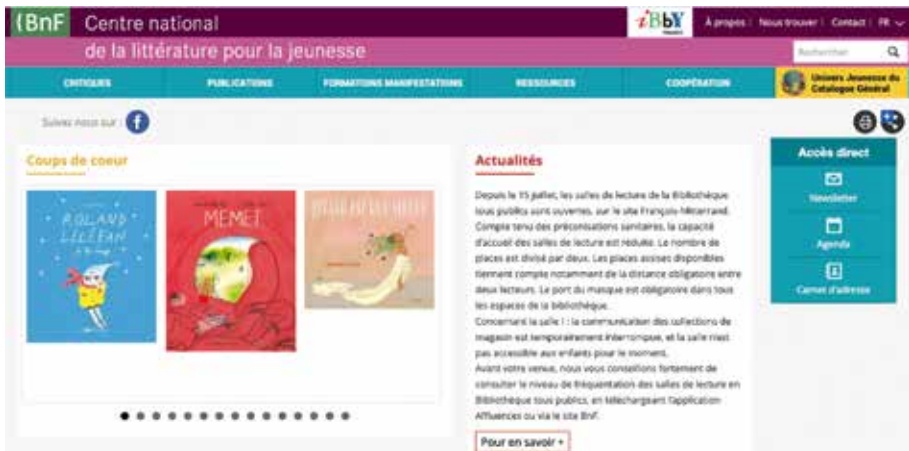 {BnF
Centre national
de la littérature pour la jeunesse
iBbY
FRANCE
À propos | Nous trouver | Contact | FR
Rechercher
CRITIQUES
PUBLICATIONS
FORMATIONS MANIFESTATIONS
RESSOURCES
COOPÉRATION
Univers Jeunesse du
Catalogue Général
Suivez nous sur :
Coups de coeur
ROLAND
LÉLÉFAN
MÉMET
Actualités
Depuis le 15 juillet, les salles de lecture de la Bibliothèque
tous publics sont ouvertes, sur le site François-Mitterrand.
Compte tenu des préconisations sanitaires, la capacité
d'accueil des salles de lecture est réduite. Le nombre de
places est divisé par deux. Les places assises disponibles
tiennent compte notamment de la distance obligatoire entre
deux lecteurs. Le port du masque est obligatoire dans tous
les espaces de la bibliothèque.
Concernant la salle I : la communication des collections de
magasin est temporairement interrompue, et la salle n'est
pas accessible aux enfants pour le moment.
Avant votre venue, nous vous conseillons fortement de
consulter le niveau de fréquentation des salles de lecture en
Bibliothèque tous publics, en téléchargeant l'application
Affluences ou via le site BnF.
Pour en savoir +
Accès direct
Newsletter
Agenda
Carnet d'adresse